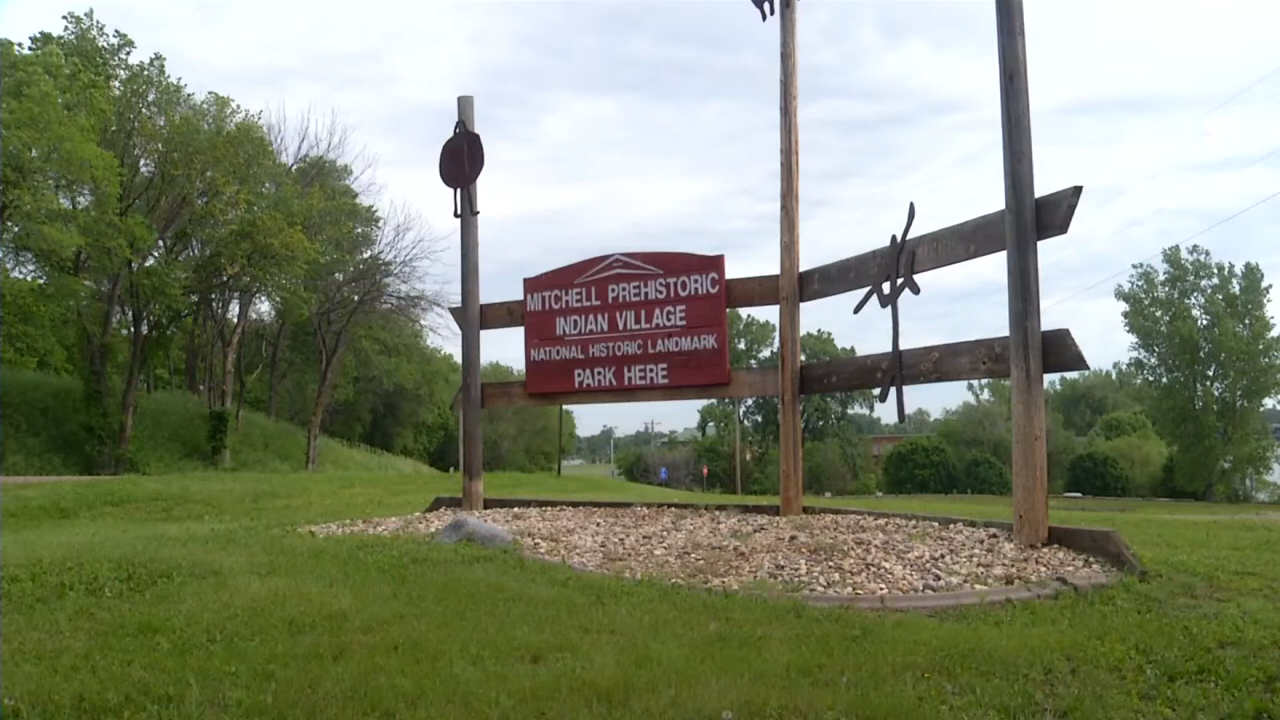 MITCHELL PREHISTORIC
INDIAN VILLAGE
NATIONAL HISTORIC LANDMARK
PARK HERE